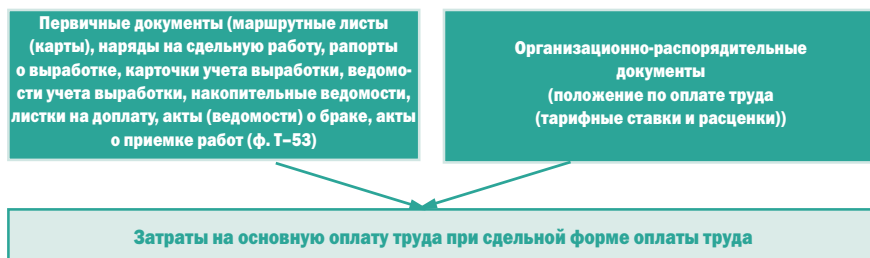 Первичные документы (маршрутные листы
(карты), наряды на сдельную работу, рапорты
о выработке, карточки учета выработки, ведомо-
сти учета выработки, накопительные ведомости,
листки на доплату, акты (ведомости) о браке, акты
о приемке работ (ф. Т–53)
Организационно-распорядительные
документы
(положение по оплате труда
(тарифные ставки и расценки))
Затраты на основную оплату труда при сдельной форме оплаты труда